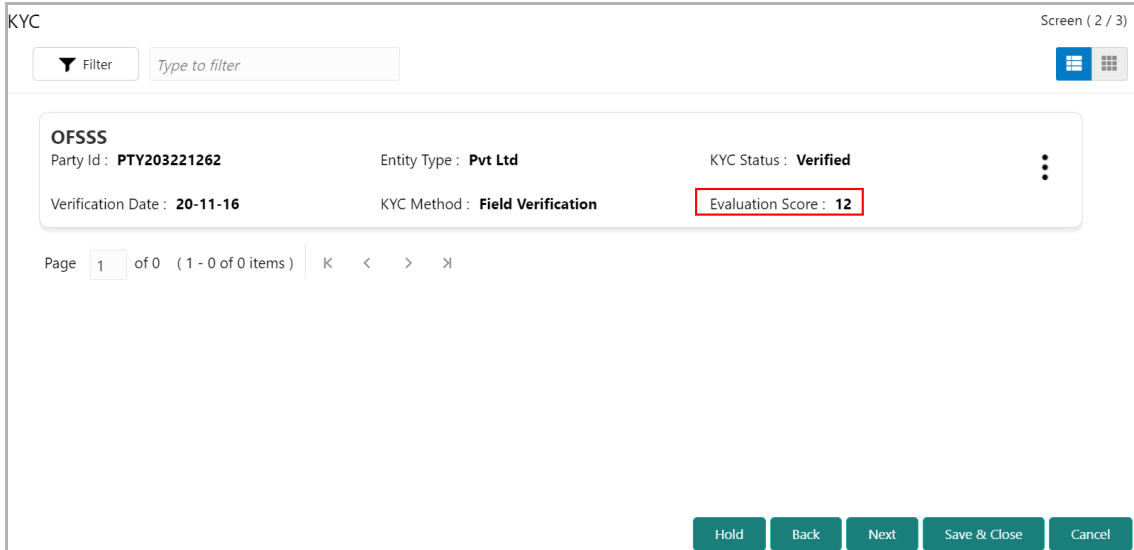 KYC
Screen ( 2 / 3)
Filter
Type to filter
OFSSS
Party Id : PTY203221262 Entity Type : Pvt Ltd KYC Status : Verified
Verification Date : 20-11-16 KYC Method : Field Verification Evaluation Score : 12
Page 1 of 0 ( 1 - 0 of 0 items )
Hold Back Next Save & Close Cancel